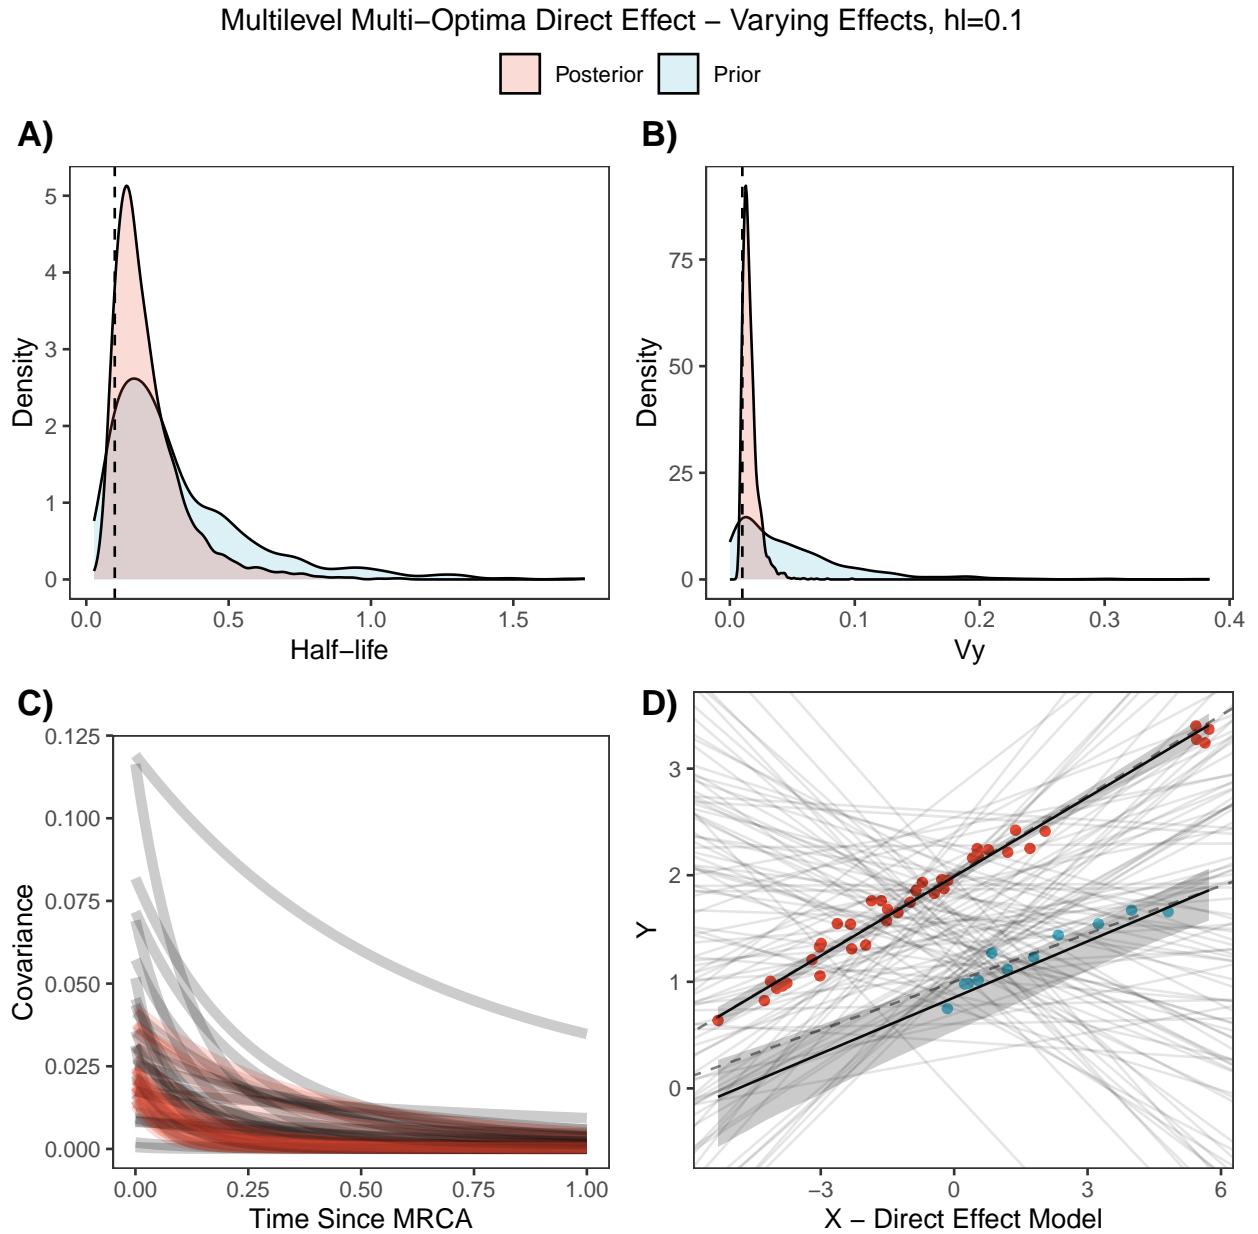 Multilevel Multi−Optima Direct Effect − Varying Effects, hl=0.1
Posterior Prior
A)
B)
5
4
3
2
1
0
Density
0.0 0.5 1.0 1.5
Half−life
75
50
25
0
Density
0.0 0.1 0.2 0.3 0.4
Vy
C)
D)
0.125
0.100
0.075
0.050
0.025
0.000
Covariance
0.00 0.25 0.50 0.75 1.00
Time Since MRCA
3
2
1
0
Y
−3 0 3 6
X − Direct Effect Model